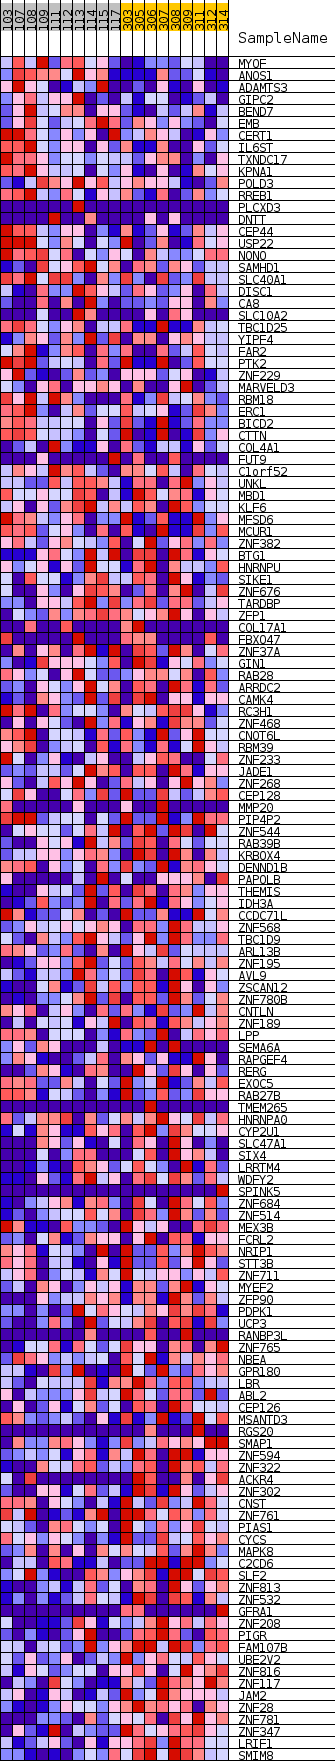 103 107 108 109 111 112 113 114 115 117 303 305 306 307 308 309 311 312 314
SampleName
MYOF
ANOS1
ADAMTS3
GIPC2
BEND7
FMB
CERT1
IL6ST
TXNDC17
KPNA1
POLD3
RREB1
PLCXD3
DNTT
CEP44
USP22
NONO
SAMHD1
SLC40A1
DISC1
CA8
SLC10A2
TBC1D25
YIPF4
FAR2
PTK2
ZNF229
MARVELD3
RBM18
ERC1
BICD2
CTTN
COL4A1
FUT9
C1orf52
UNKL
MBD1
KLF6
MFSD6
MCUR1
ZNF382
BTG1
HNRNPU
SIKE1
ZNF676
TARDBP
ZFP1
COL17A1
FBXO47
ZNF37A
GIN1
RAB28
ARRDC2
CAMK4
RC3H1
ZNF468
CNOT6L
RBM39
ZNF233
JADE1
ZNF268
CEP128
MMP20
PIP4P2
ZNF544
RAB39B
KRBOX4
DENND1B
PAPOLB
THEMIS
IDH3A
CCDC71L
ZNF568
TBC1D9
ARL13B
ZNF195
AVL9
ZSCAN12
ZNF780B
CNTLN
ZNF189
LPP
SEMA6A
RAPGEF4
RERG
EXOC5
RAB27B
TMEM265
HNRNPA0
CYP2U1
SLC47A1
SIX4
LRRTM4
WDFY2
SPINK5
ZNF684
ZNF514
MEX3B
FCRL2
NRIP1
STT3B
ZNF711
MYEF2
ZFP90
PDPK1
UCP3
RANBP3L
ZNF765
NBEA
GPR180
LBR
ABL2
CEP126
MSANTD3
RGS20
SMAP1
ZNF594
ZNF322
ACKR4
ZNF302
CNST
ZNF761
PIAS1
CYCS
MAPK8
C2CD6
SLF2
ZNF813
ZNF532
GFRA1
ZNF208
PIGR
FAM107B
UBE2V2
ZNF816
ZNF117
JAM2
ZNF28
ZNF781
ZNF347
LRIF1
SMIM8